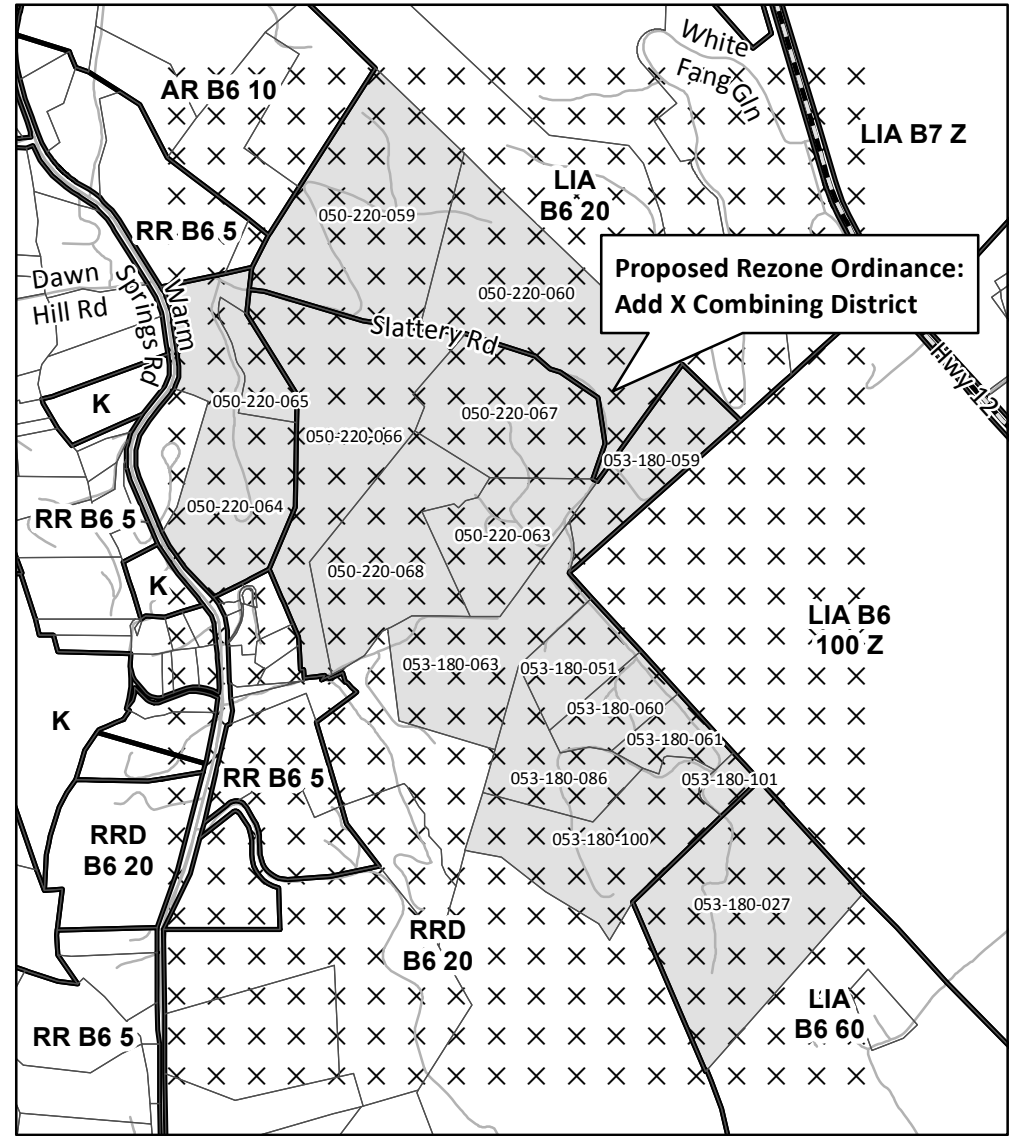 White
Fang Gln
AR B6 10
LIA B7 Z
LIA
B6 20
050-220-059
RR B6 5
Proposed Rezone Ordinance:
Add X Combining District
Dawn
Hill Rd
Warm
Springs Rd
050-220-060
Slattery Rd
Hwy 12
K
050-220-065
050-220-067
050-220-066
053-180-059
RR B6 5
050-220-064
050-220-063
050-220-068
K
LIA B6
100 Z
053-180-063
053-180-051
053-180-060
K
053-180-061
RR B6 5
053-180-086
053-180-101
RRD
B6 20
053-180-100
053-180-027
RRD
B6 20
LIA
B6 60
RR B6 5